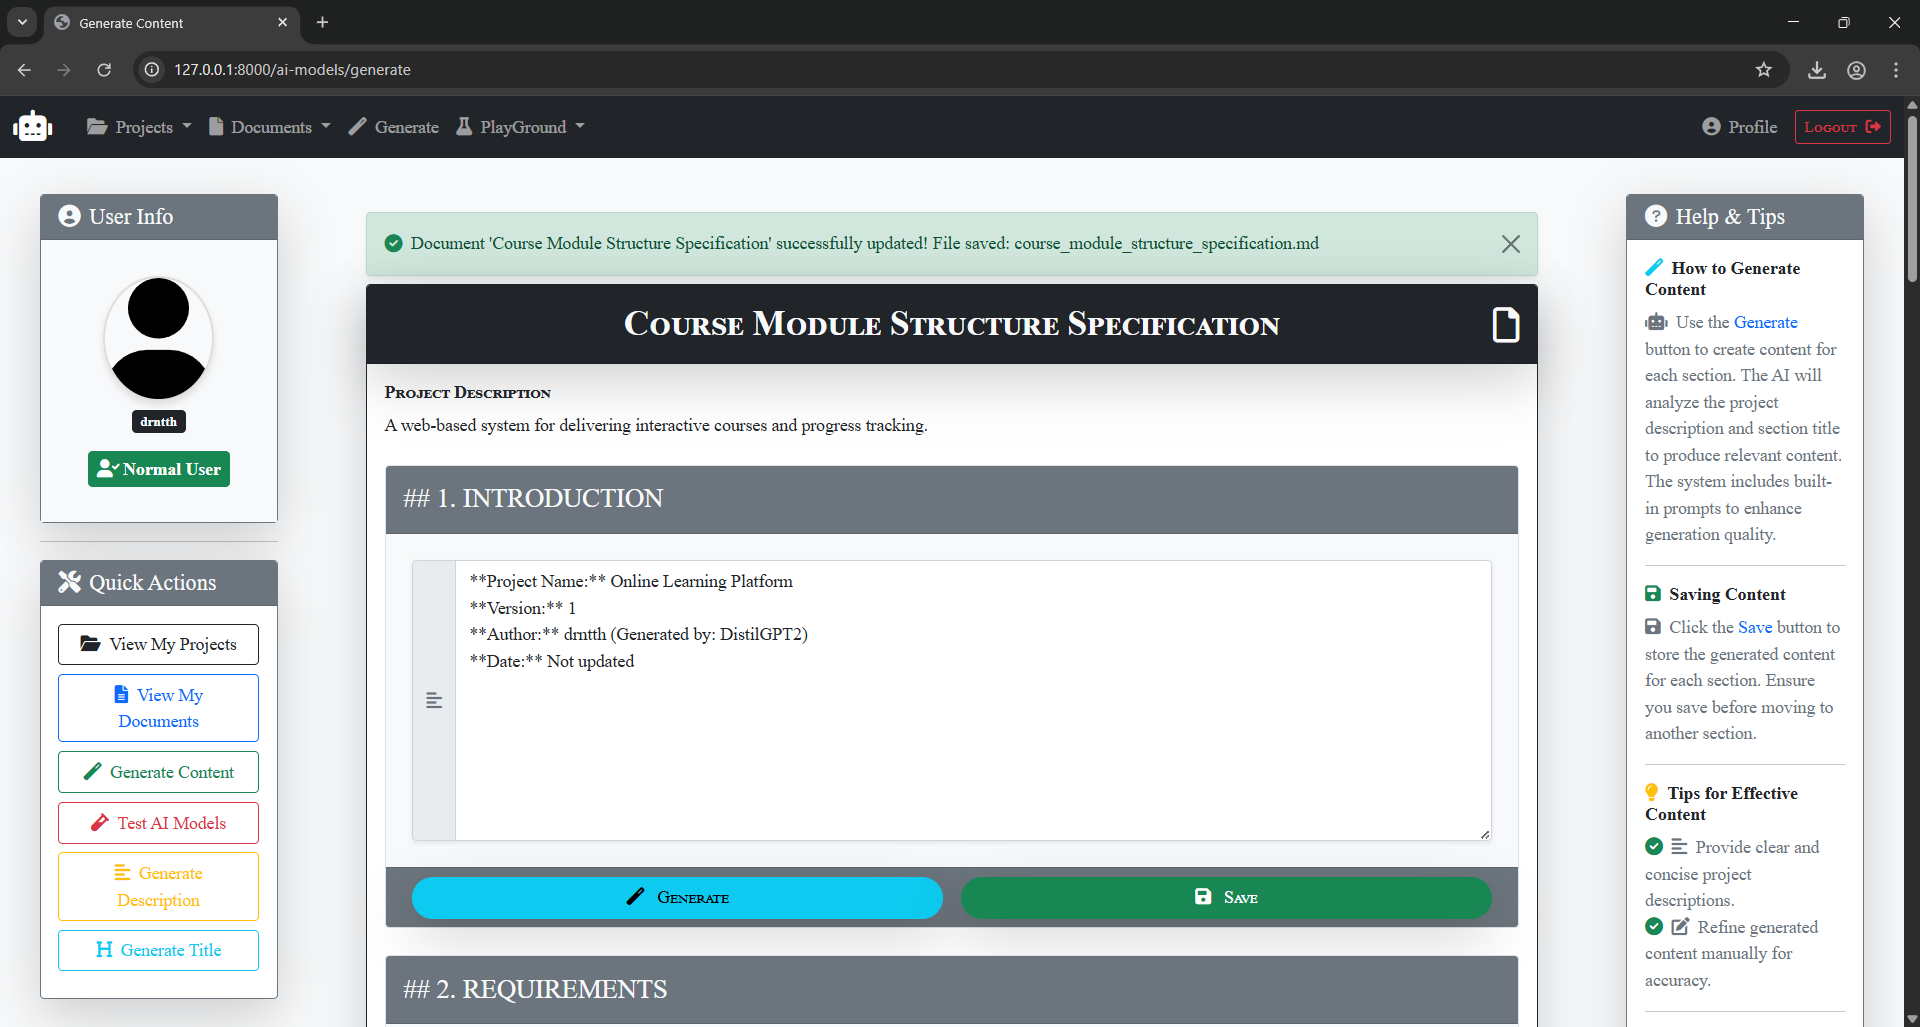 Generate Content
127.0.0.1:8000/ai-models/generate
Projects
Documents
Generate
PlayGround
Profile
Logout
User Info
drntth
Normal User
Quick Actions
View My Projects
View My
Documents
Generate Content
Test AI Models
Generate
Description
Generate Title
Document 'Course Module Structure Specification' successfully updated! File saved: course_module_structure_specification.md
Course Module Structure Specification
Project Description
A web-based system for delivering interactive courses and progress tracking.
## 1. INTRODUCTION
**Project Name:** Online Learning Platform
**Version:** 1
**Author:** drntth (Generated by: DistilGPT2)
**Date:** Not updated
Generate
Save
## 2. REQUIREMENTS
Help & Tips
How to Generate
Content
Use the Generate
button to create content for
each section. The AI will
analyze the project
description and section title
to produce relevant content.
The system includes built-
in prompts to enhance
generation quality.
Saving Content
Click the Save button to
store the generated content
for each section. Ensure
you save before moving to
another section.
Tips for Effective
Content
Provide clear and
concise project
descriptions.
Refine generated
content manually for
accuracy.